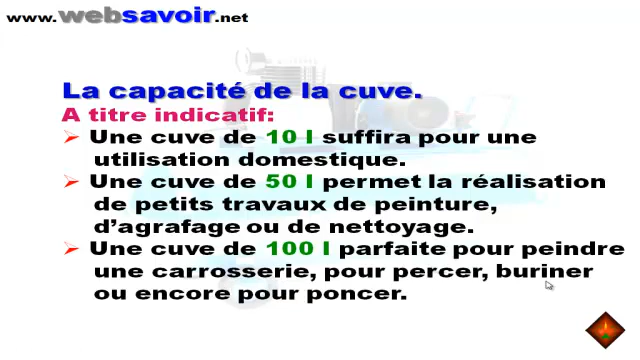 www.websavoir.net
La capacité de la cuve.
A titre indicatif:
Une cuve de 10 l suffira pour une
utilisation domestique.
Une cuve de 50 l permet la réalisation
de petits travaux de peinture,
d’agrafage ou de nettoyage.
Une cuve de 100 l parfaite pour peindre
une carrosserie, pour percer, buriner
ou encore pour poncer.